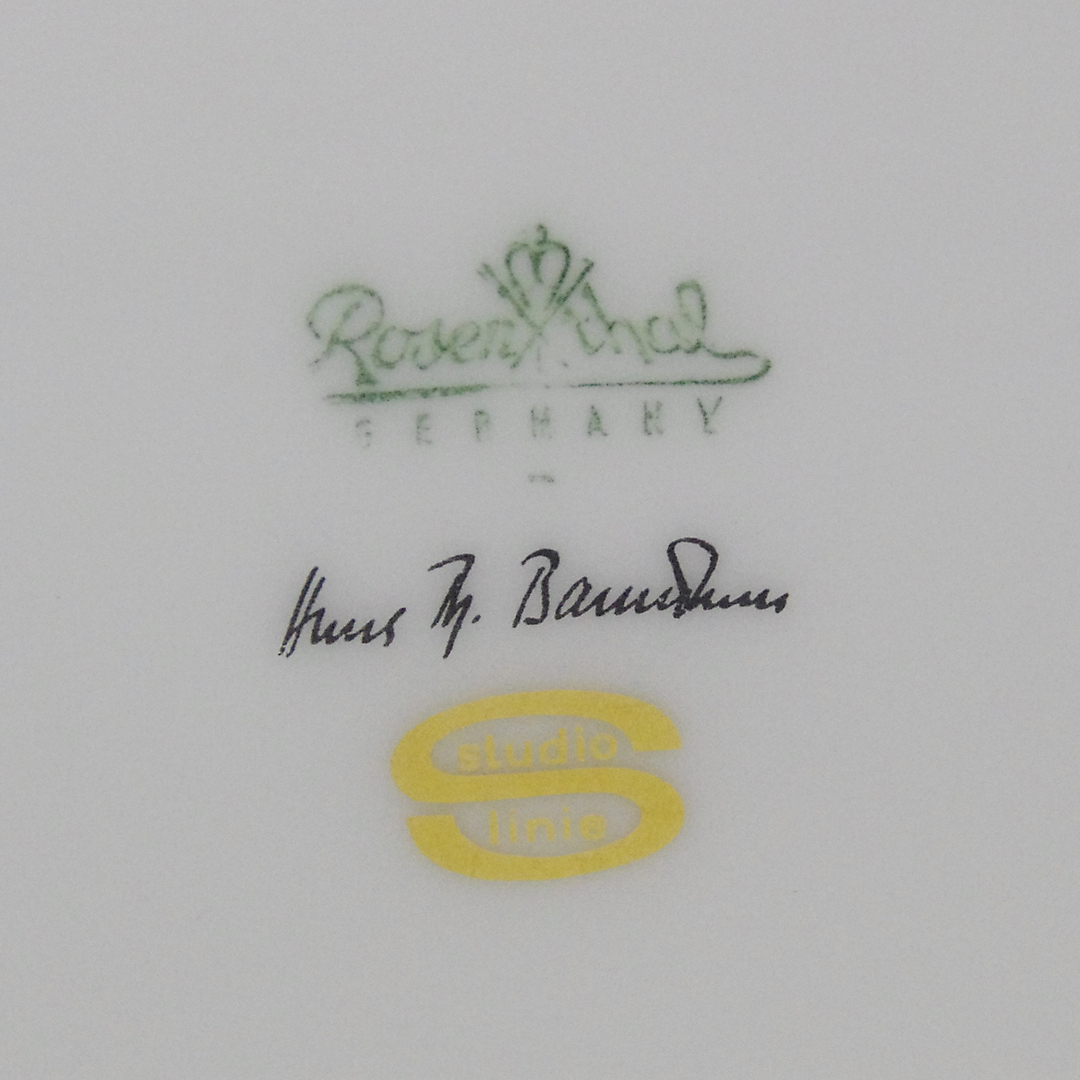 Rosenthal
GERMANY
Hans Th. Baumann
studio
linie